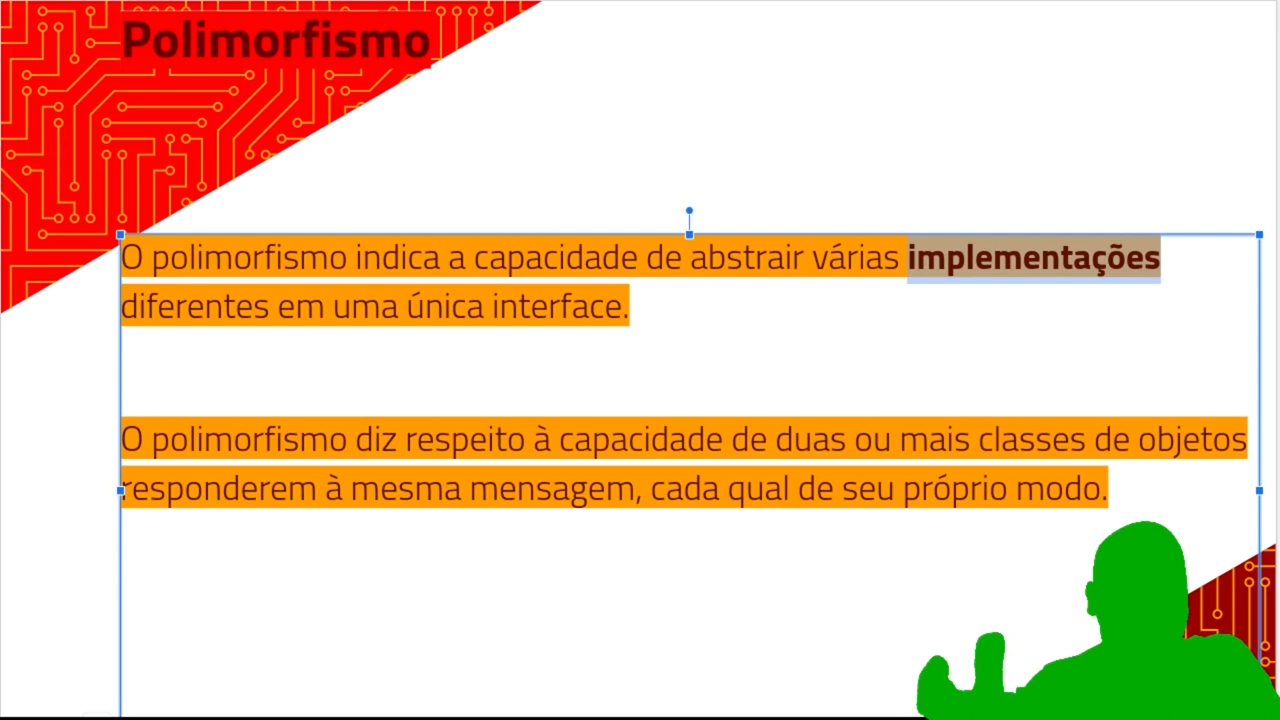 Polimorfismo
O polimorfismo indica a capacidade de abstrair várias implementações
diferentes em uma única interface.
O polimorfismo diz respeito à capacidade de duas ou mais classes de objetos
responderem à mesma mensagem, cada qual de seu próprio modo.